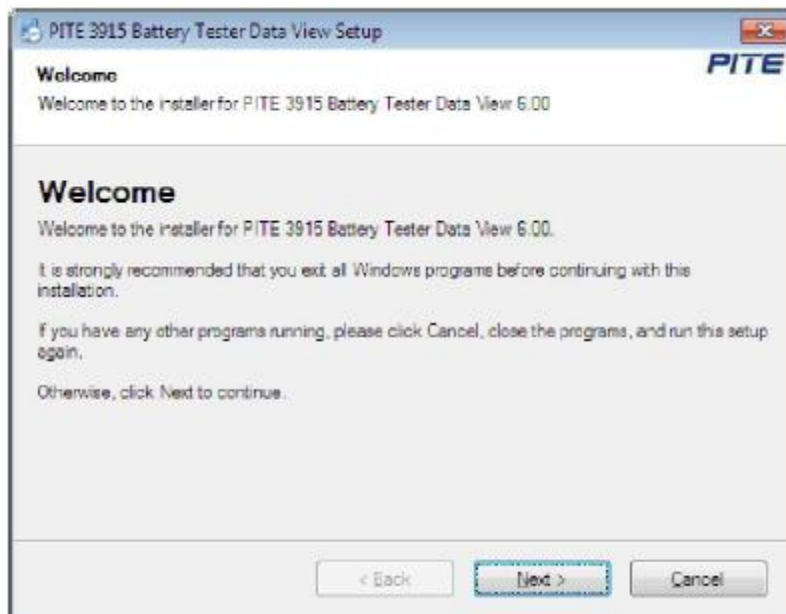 PITE 3915 Battery Tester Data View Setup
PITE
Welcome
Welcome to the installer for PITE 3915 Battery Tester Data View 6.00
Welcome
Welcome to the installer for PITE 3915 Battery Tester Data View 6.00.
It is strongly recommended that you exit all Windows programs before continuing with this
installation.
If you have any other programs running, please click Cancel, close the programs, and run this setup
again.
Otherwise, click Next to continue.
< Back
Next >
Cancel